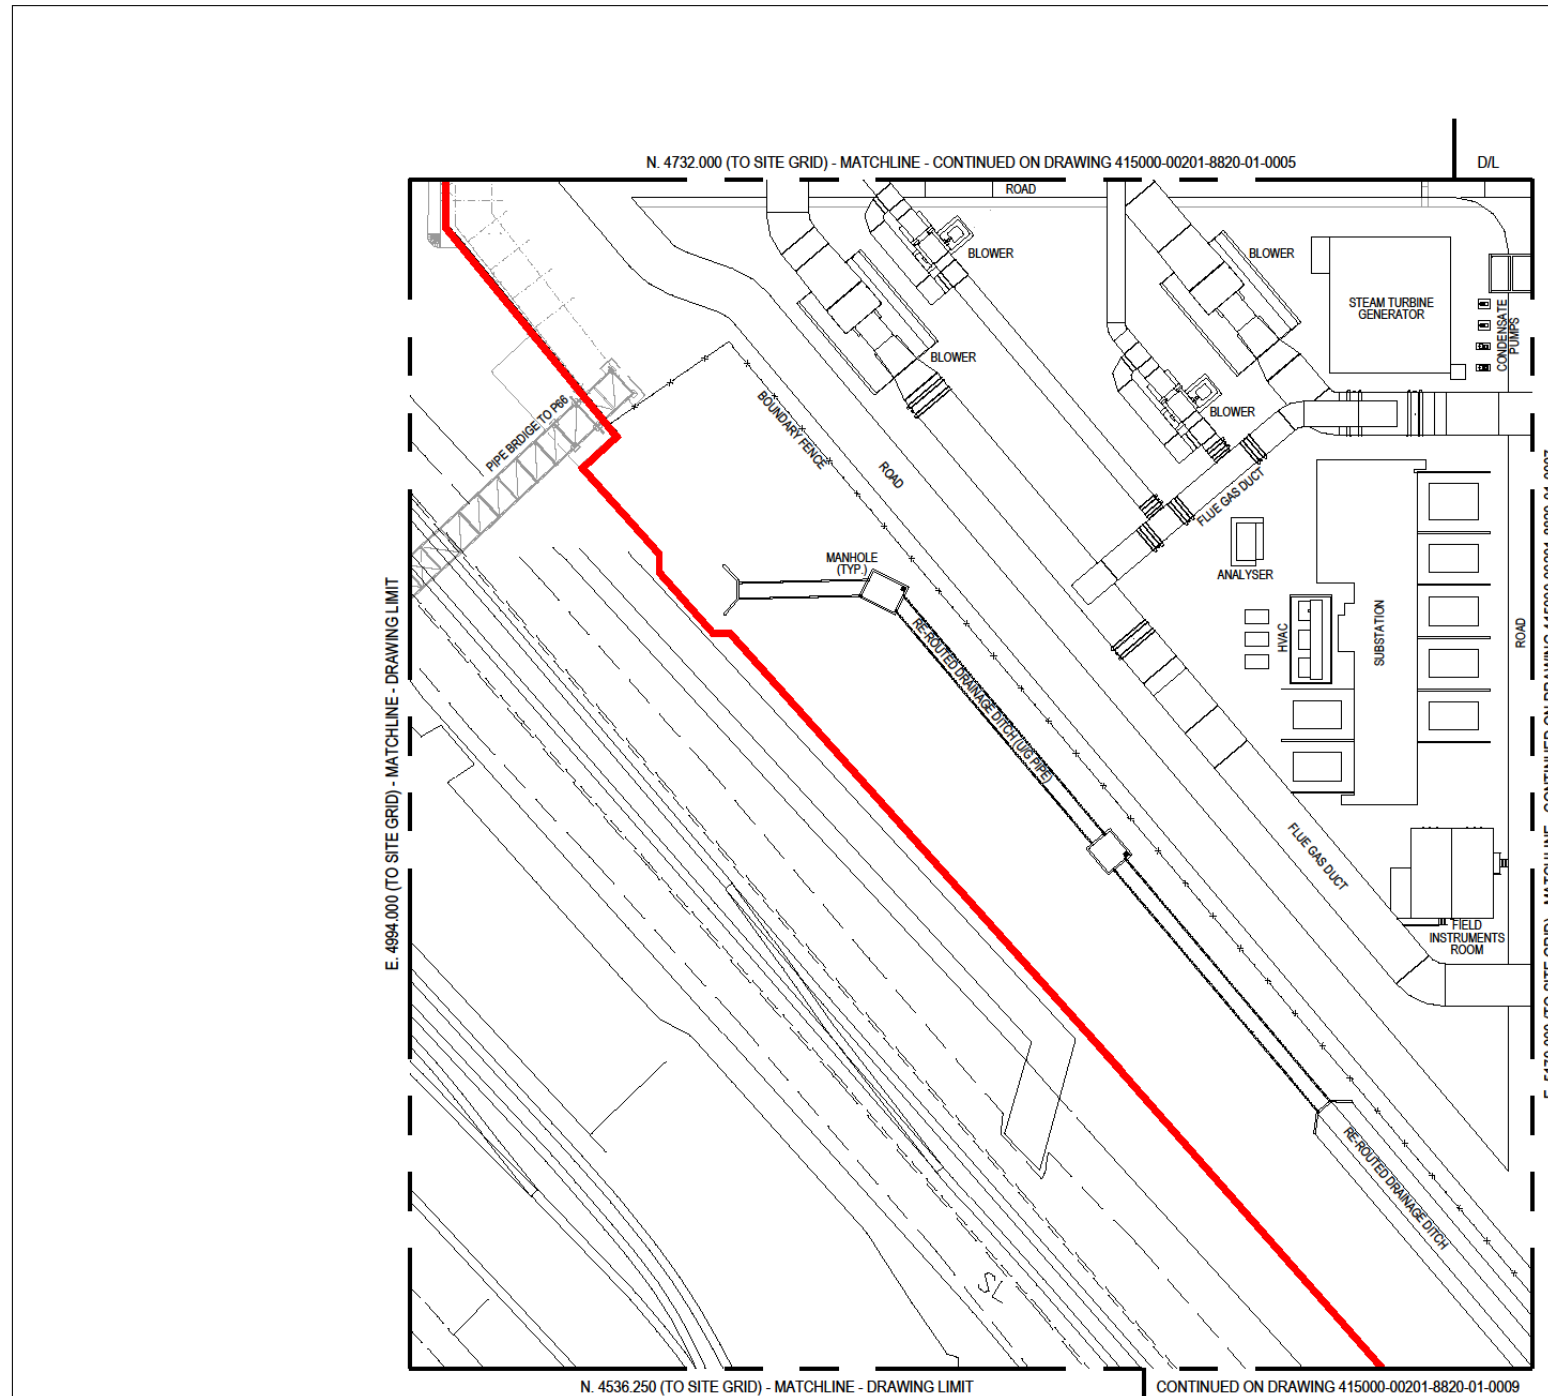 N. 4732.000 (TO SITE GRID) - MATCHLINE - CONTINUED ON DRAWING 415000-00201-8820-01-0005
D/L
ROAD
BLOWER
BLOWER
STEAM TURBINE
GENERATOR
CONDENSATE
PUMPS
BLOWER
PIPE BRDIGE TO P66
BOUNDARY FENCE
BLOWER
ROAD
FLUE GAS DUCT
MANHOLE
(TYP.)
ANALYSER
E. 4994.000 (TO SITE GRID) - MATCHLINE - DRAWING LIMIT
RE-ROUTED DRAINAGE DITCH (U/G PIPE)
HVAC
SUBSTATION
ROAD
FLUE GAS DUCT
FIELD
INSTRUMENTS
ROOM
RE-ROUTED DRAINAGE DITCH
SL
N. 4536.250 (TO SITE GRID) - MATCHLINE - DRAWING LIMIT
CONTINUED ON DRAWING 415000-00201-8820-01-0009